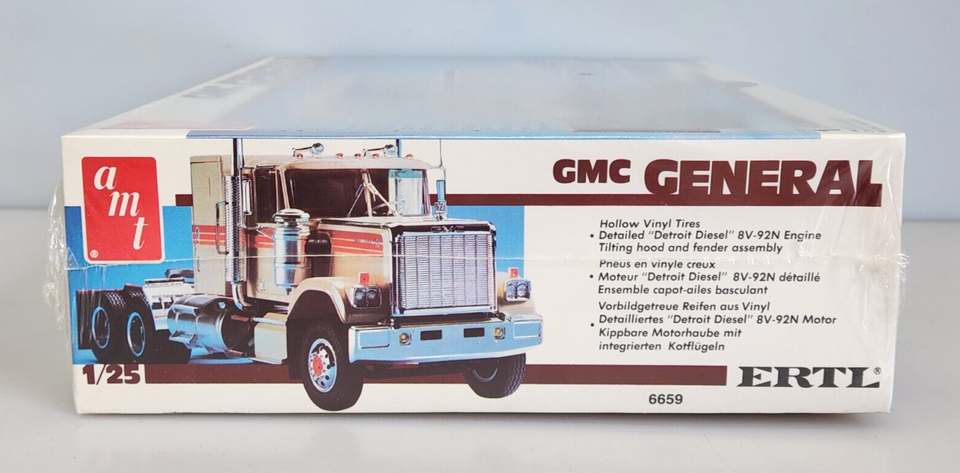 amt
®
GMC GENERAL
Hollow Vinyl Tires
• Detailed "Detroit Diesel" 8V-92N Engine
Tilting hood and fender assembly
Pneus en vinyle creux
• Moteur "Detroit Diesel" 8V-92N détaillé
Ensemble capot-ailes basculant
Vorbildgetreue Reifen aus Vinyl
• Detailliertes "Detroit Diesel" 8V-92N Motor
Kippbare Motorhaube mit
integrierten Kotflügeln
1/25
ERTL®
6659